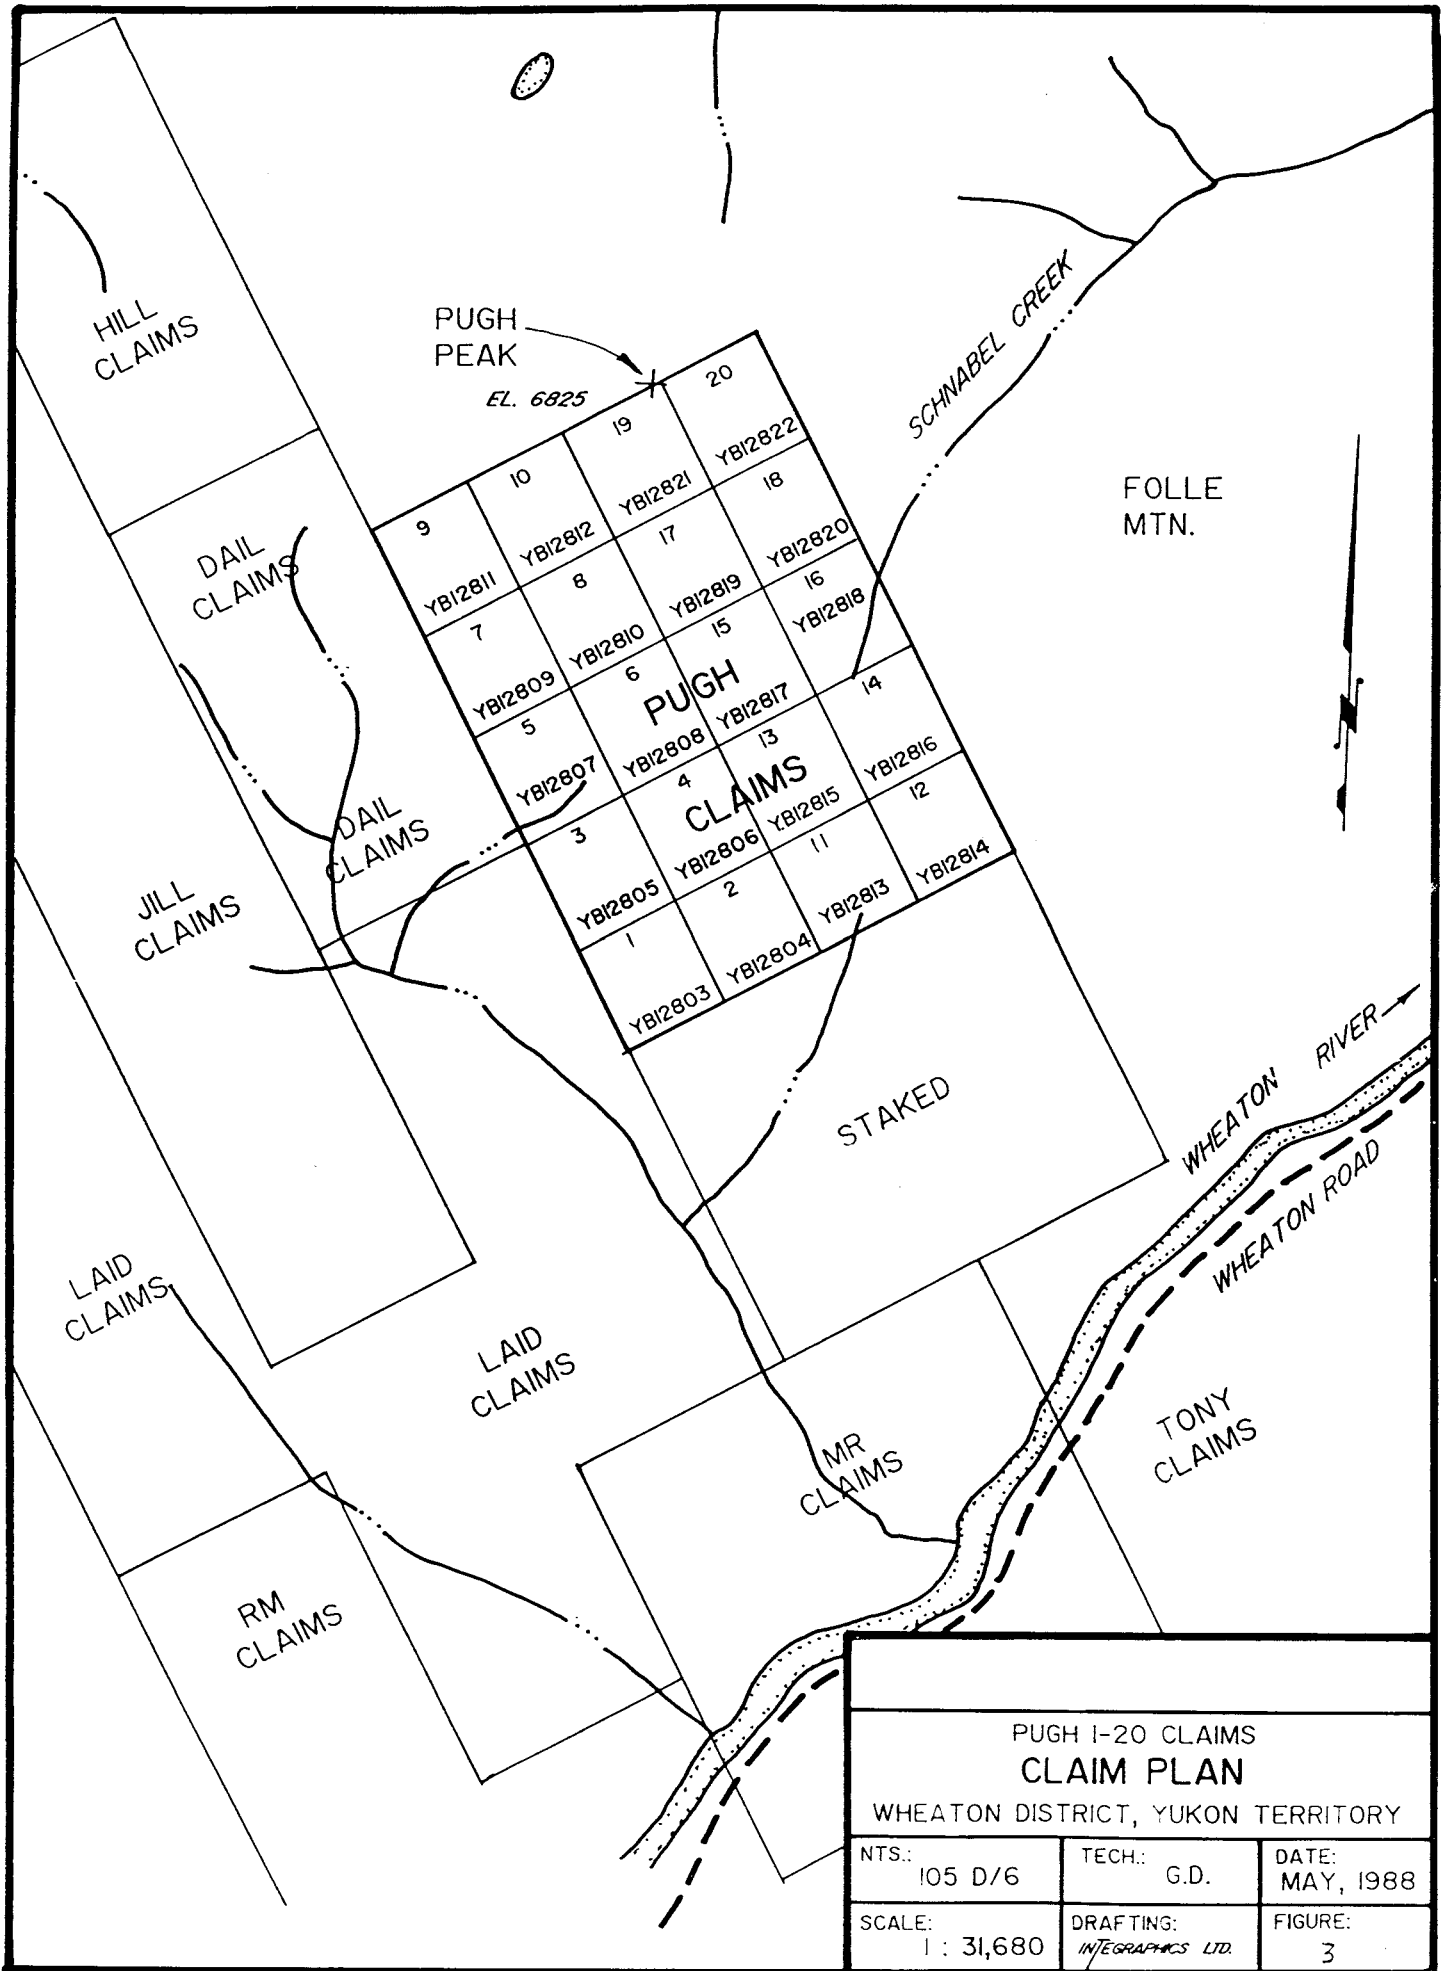 HILL
CLAIMS
PUGH
PEAK
EL. 6825
SCHNABEL CREEK
FOLLE
MTN.
DAIL
CLAIMS
20
YB12822
19
YB12821
10
YB12812
9
YB12811
18
YB12820
17
YB12819
8
YB12810
7
YB12809
16
YB12818
15
YB12817
6
YB12808
5
YB12807
PUGH
CLAIMS
14
YB12816
13
YB12815
4
YB12806
3
YB12805
12
YB12814
11
YB12813
2
YB12804
1
YB12803
DAIL
CLAIMS
JILL
CLAIMS
STAKED
WHEATON RIVER
WHEATON ROAD
LAID
CLAIMS
LAID
CLAIMS
MR
CLAIMS
TONY
CLAIMS
RM
CLAIMS
PUGH 1-20 CLAIMS
CLAIM PLAN
WHEATON DISTRICT, YUKON TERRITORY
NTS.: 105 D/6
TECH.: G.D.
DATE: MAY, 1988
SCALE: 1 : 31,680
DRAFTING: INTEGRAPHICS LTD.
FIGURE: 3